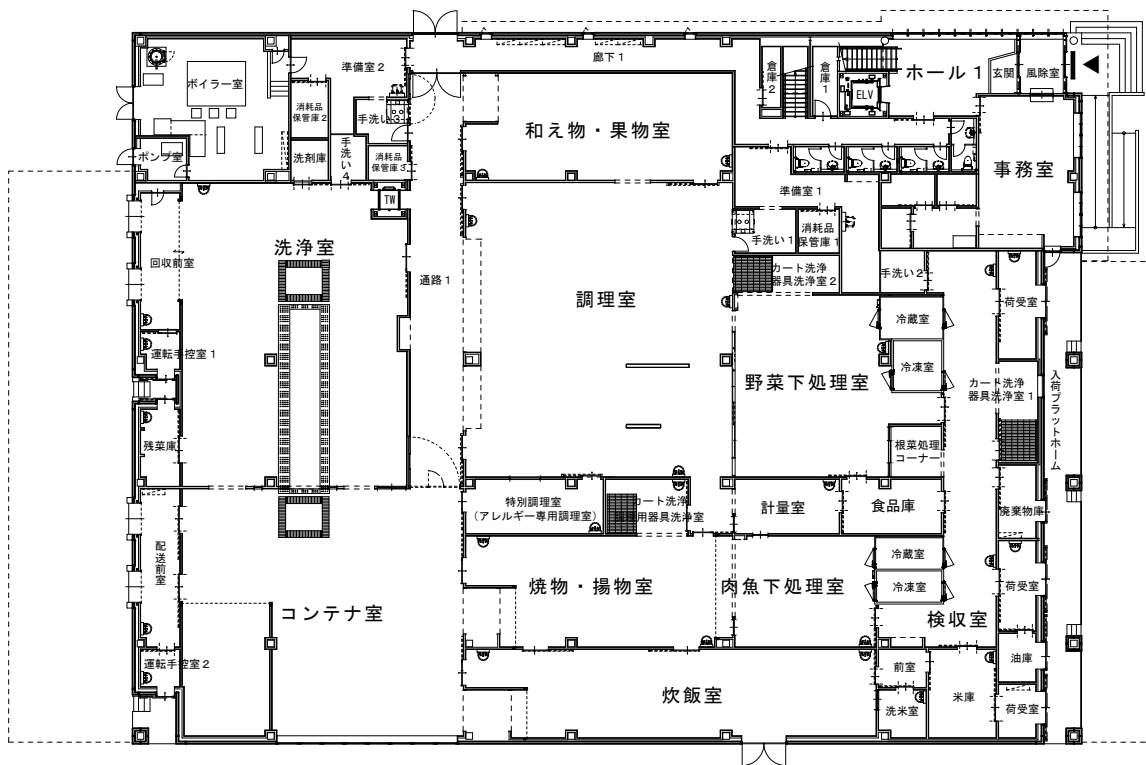 ボイラー室
準備室２
廊下１
倉庫２
倉庫１
ホール１
玄関
風除室
ELV
消耗品
保管庫２
手洗い３
和え物・果物室
ポンプ室
洗剤庫
手洗い４
消耗品
保管庫３
TW
準備室１
事務室
洗浄室
手洗い１
消耗品
保管庫１
回収前室
通路１
調理室
カート洗浄
器具洗浄室２
手洗い２
荷受室
冷蔵室
運転手控室１
野菜下処理室
冷凍室
カート洗浄
器具洗浄室１
入荷プラットホーム
残菜庫
根菜処理
コーナー
特別調理室
（アレルギー専用調理室）
カート洗浄
用器具洗浄室
計量室
食品庫
廃棄物庫
配送前室
コンテナ室
焼物・揚物室
肉魚下処理室
冷蔵室
冷凍室
荷受室
検収室
運転手控室２
油庫
炊飯室
前室
米庫
洗米室
荷受室